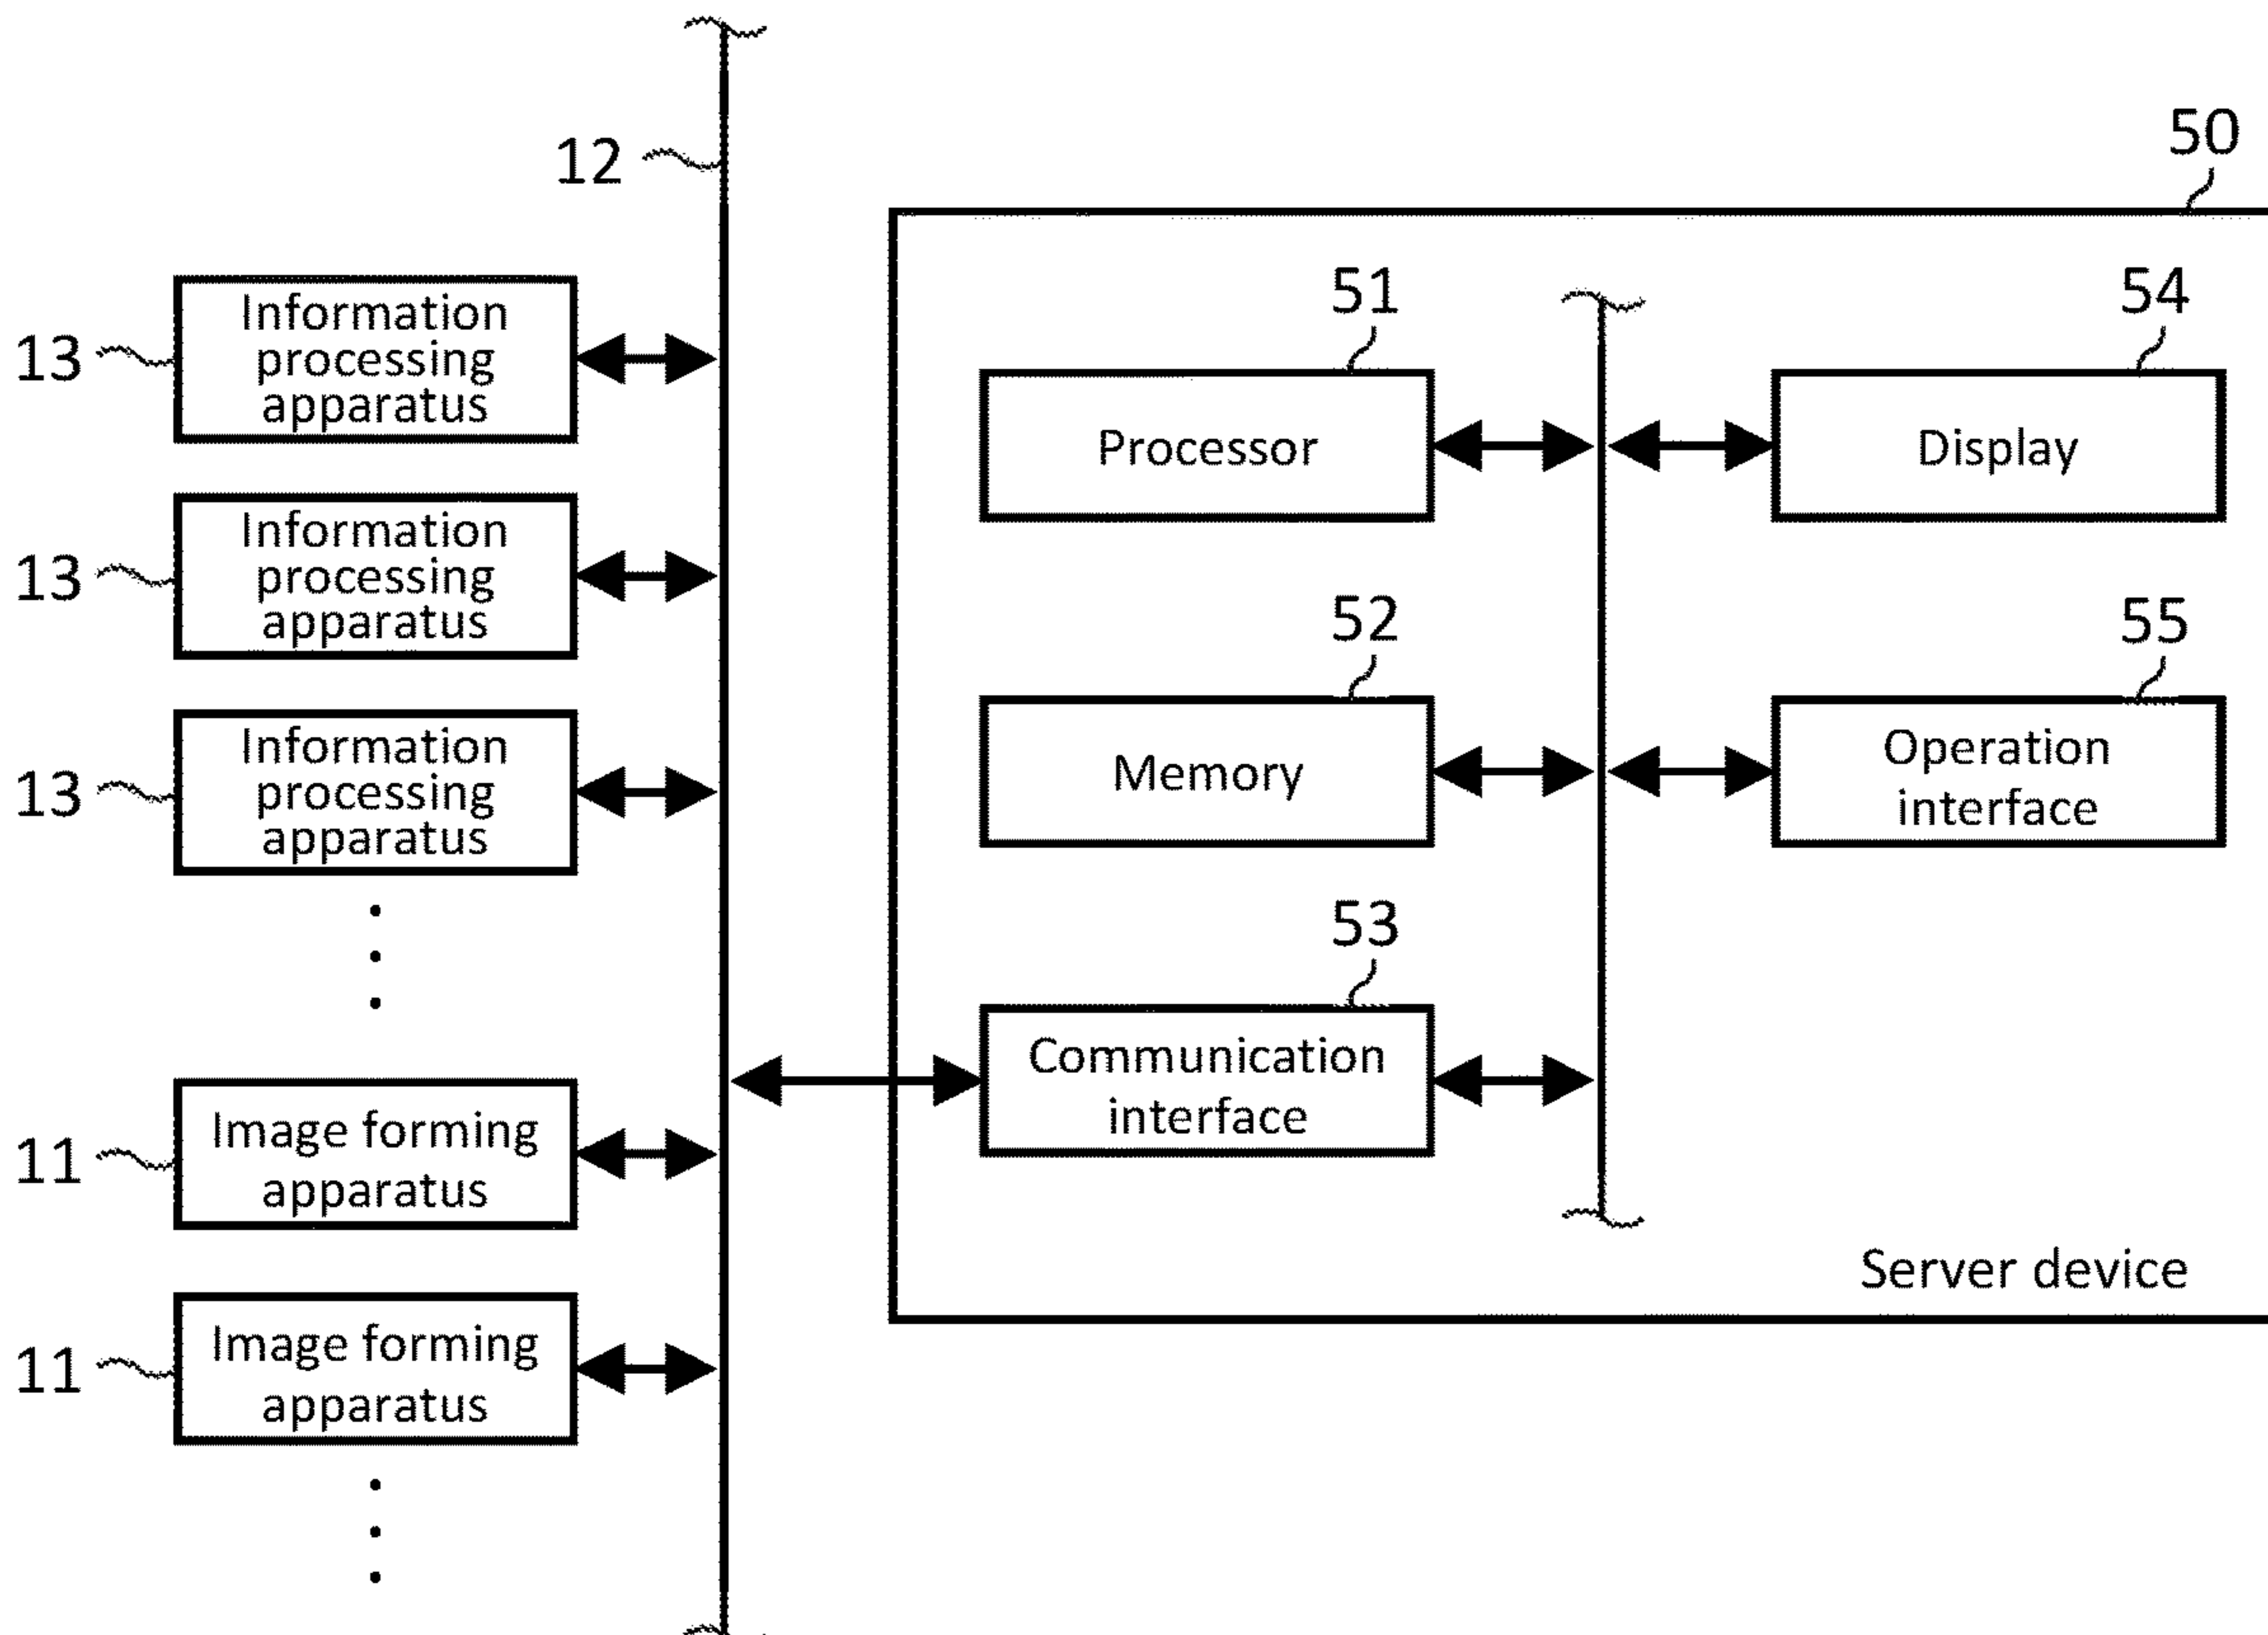 12
50
13
Information
processing
apparatus
13
Information
processing
apparatus
13
Information
processing
apparatus
11
Image forming
apparatus
11
Image forming
apparatus
51
Processor
54
Display
52
Memory
55
Operation
interface
53
Communication
interface
Server device